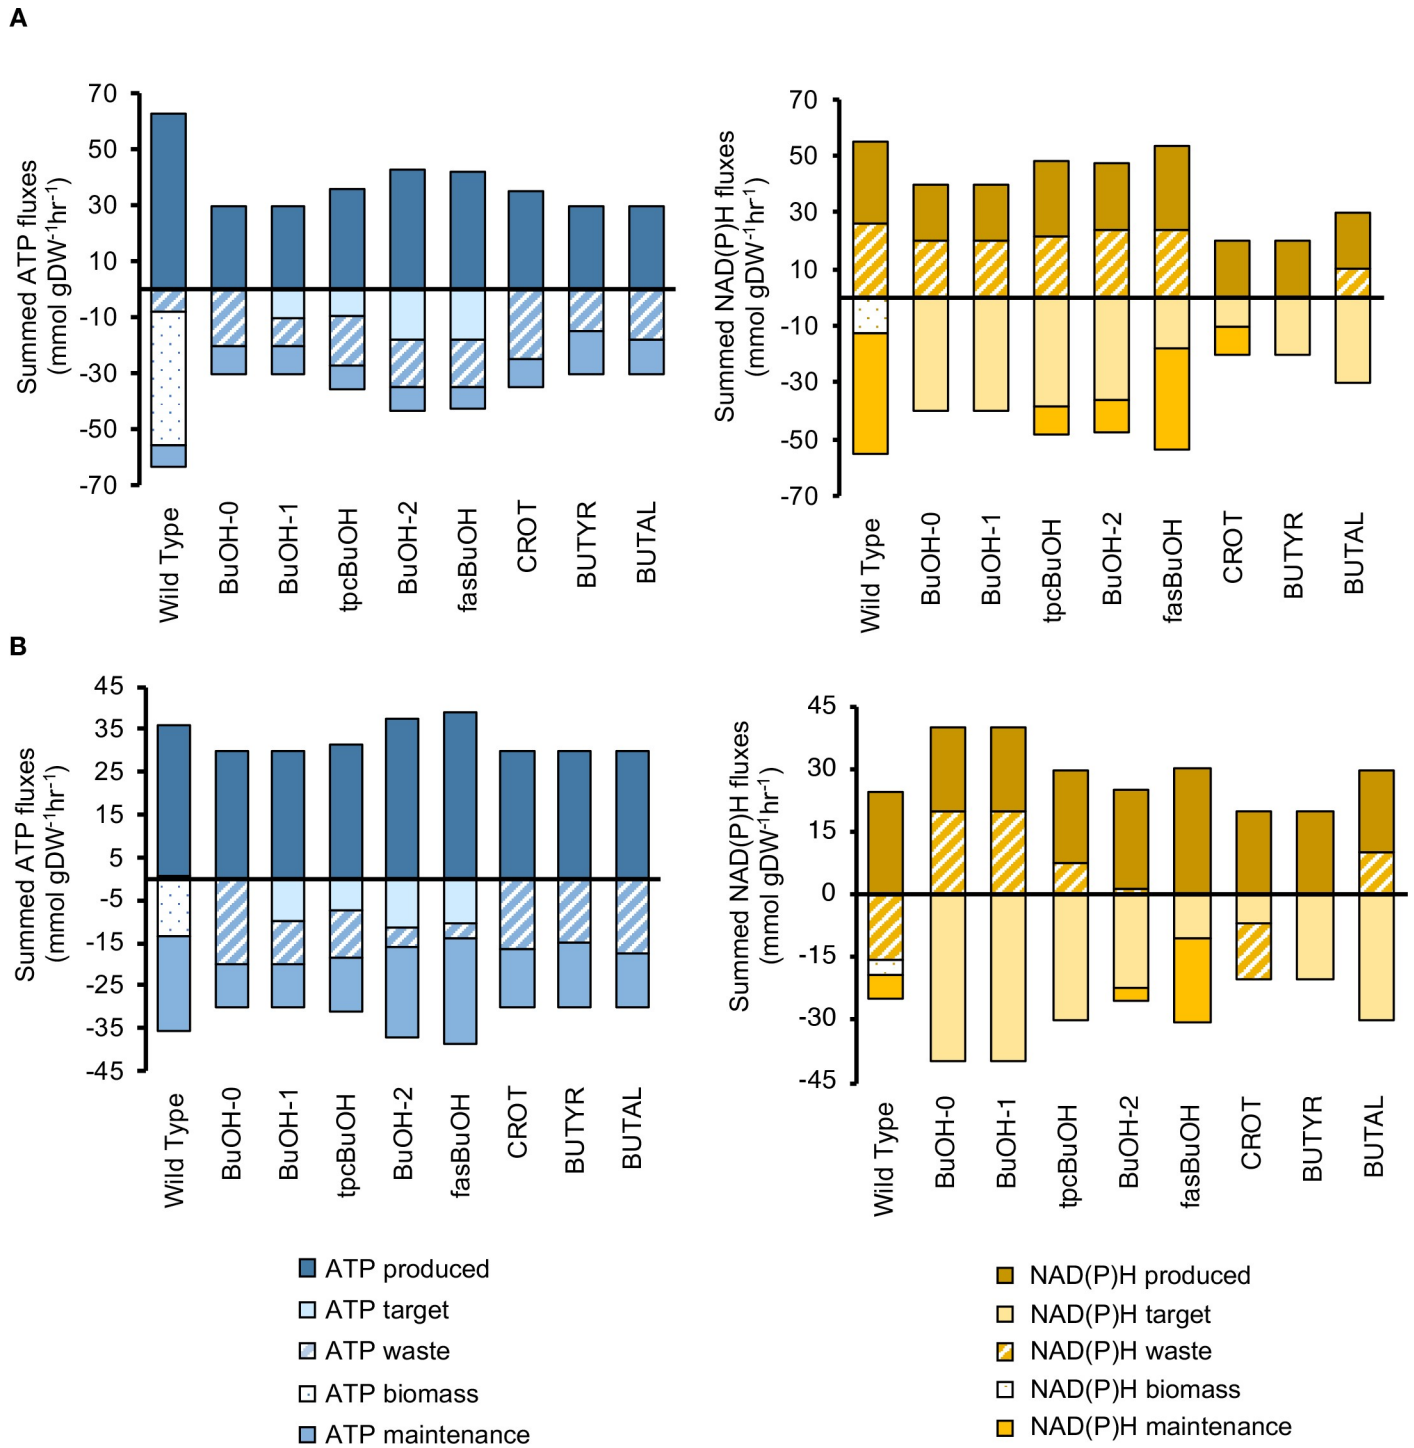 A
Summed ATP fluxes
(mmol gDW⁻¹hr⁻¹)
70
50
30
10
-10
-30
-50
-70
Wild Type
BuOH-0
BuOH-1
tpcBuOH
BuOH-2
fasBuOH
CROT
BUTYR
BUTAL
Summed NAD(P)H fluxes
(mmol gDW⁻¹hr⁻¹)
70
50
30
10
-10
-30
-50
-70
Wild Type
BuOH-0
BuOH-1
tpcBuOH
BuOH-2
fasBuOH
CROT
BUTYR
BUTAL
B
Summed ATP fluxes
(mmol gDW⁻¹hr⁻¹)
45
35
25
15
5
-5
-15
-25
-35
-45
Wild Type
BuOH-0
BuOH-1
tpcBuOH
BuOH-2
fasBuOH
CROT
BUTYR
BUTAL
Summed NAD(P)H fluxes
(mmol gDW⁻¹hr⁻¹)
45
30
15
0
-15
-30
-45
Wild Type
BuOH-0
BuOH-1
tpcBuOH
BuOH-2
fasBuOH
CROT
BUTYR
BUTAL
ATP produced
ATP target
ATP waste
ATP biomass
ATP maintenance
NAD(P)H produced
NAD(P)H target
NAD(P)H waste
NAD(P)H biomass
NAD(P)H maintenance